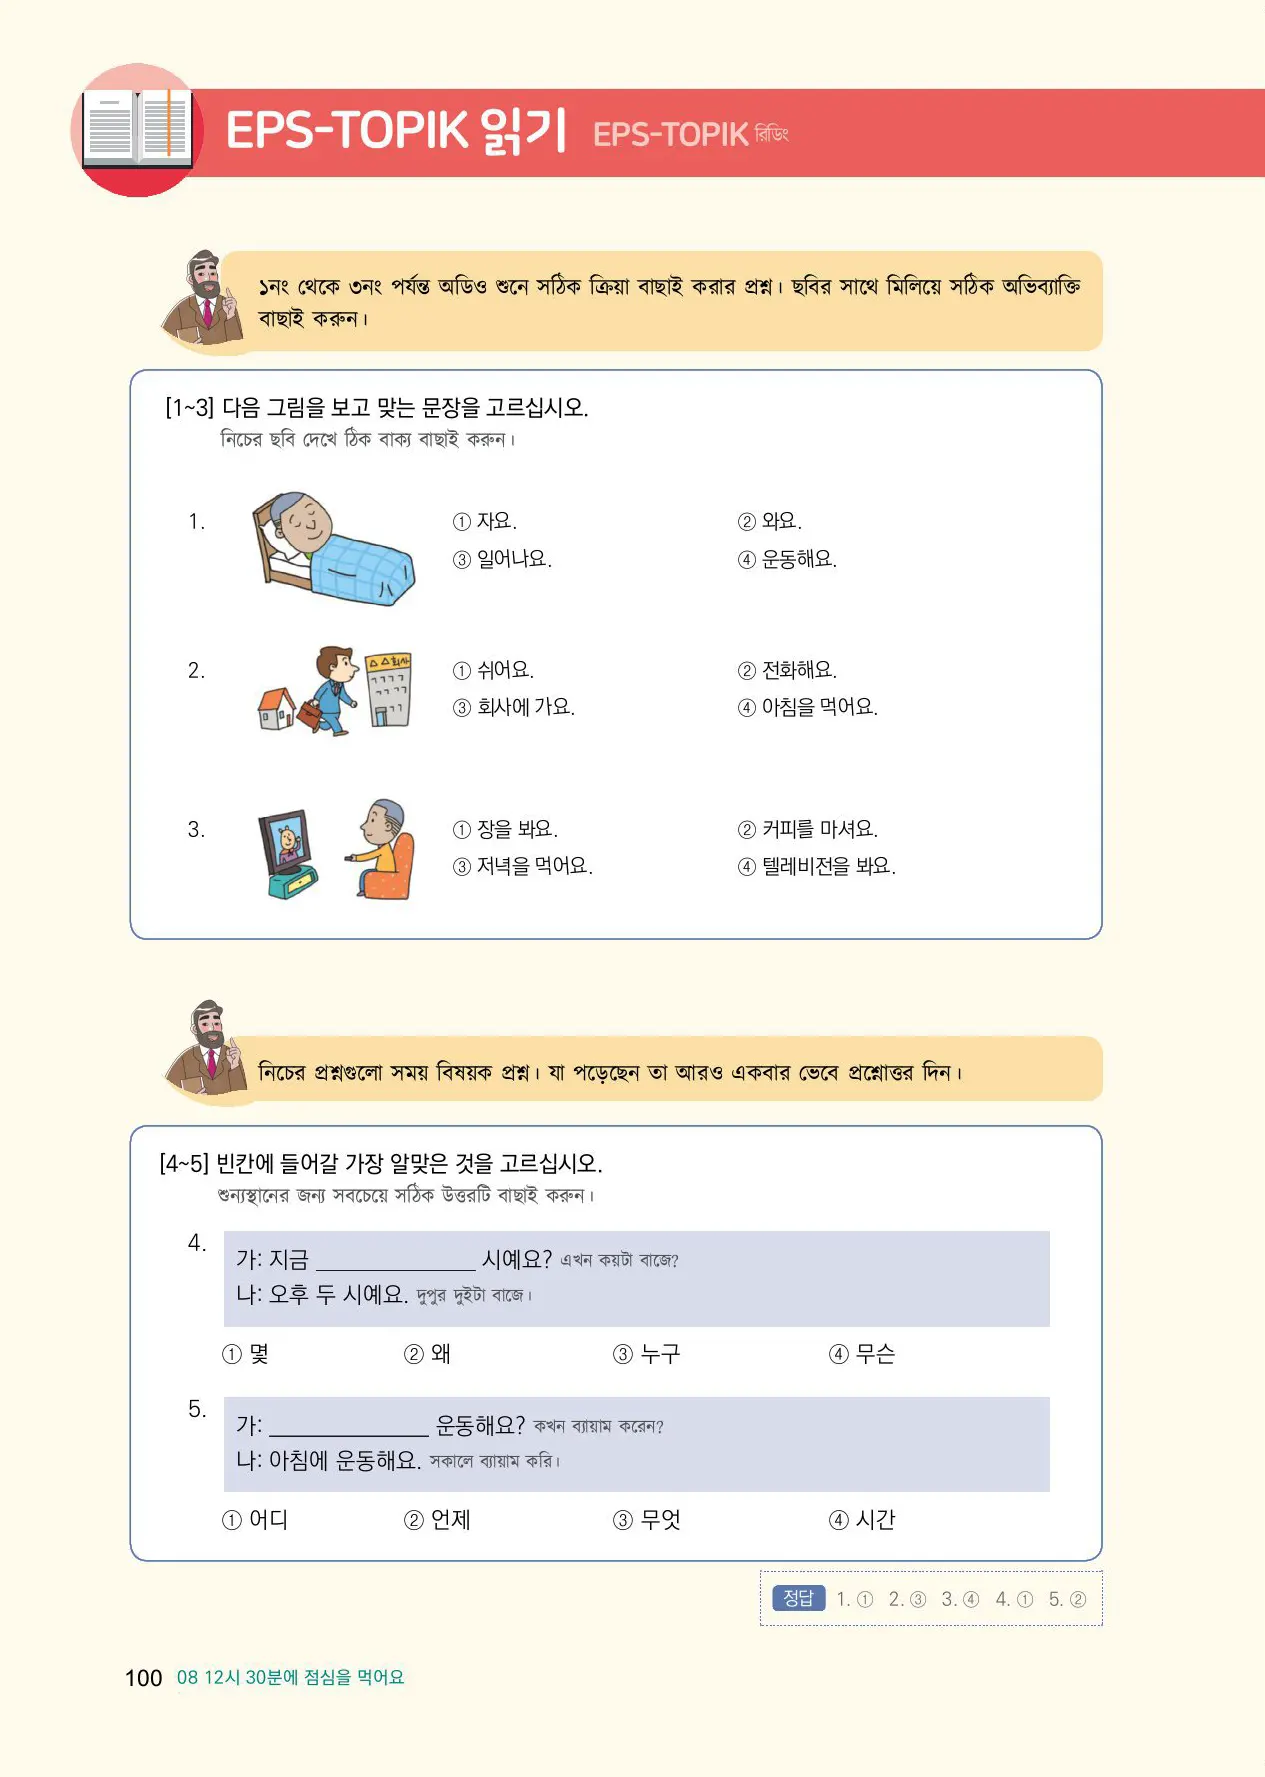 EPS-TOPIK 읽기 EPS-TOPIK রিডিং
১নং থেকে ৩নং পর্যন্ত অডিও শুনে সঠিক ক্রিয়া বাছাই করার প্রশ্ন। ছবির সাথে মিলিয়ে সঠিক অভিব্যাক্তি
বাছাই করুন।
[1~3] 다음 그림을 보고 맞는 문장을 고르십시오.
নিচের ছবি দেখে ঠিক বাক্য বাছাই করুন।
1. ① 자요. ② 와요.
③ 일어나요. ④ 운동해요.
△△회사
2. ① 쉬어요. ② 전화해요.
③ 회사에 가요. ④ 아침을 먹어요.
3. ① 장을 봐요. ② 커피를 마셔요.
③ 저녁을 먹어요. ④ 텔레비전을 봐요.
নিচের প্রশ্নগুলো সময় বিষয়ক প্রশ্ন। যা পড়েছেন তা আরও একবার ভেবে প্রশ্নোত্তর দিন।
[4~5] 빈칸에 들어갈 가장 알맞은 것을 고르십시오.
শুন্যস্থানের জন্য সবচেয়ে সঠিক উত্তরটি বাছাই করুন।
4. 가: 지금 ______________ 시예요? এখন কয়টা বাজে?
나: 오후 두 시예요. দুপুর দুইটা বাজে।
① 몇 ② 왜 ③ 누구 ④ 무슨
5. 가: ______________ 운동해요? কখন ব্যায়াম করেন?
나: 아침에 운동해요. সকালে ব্যায়াম করি।
① 어디 ② 언제 ③ 무엇 ④ 시간
정답 1. ① 2. ③ 3. ④ 4. ① 5. ②
100 08 12시 30분에 점심을 먹어요